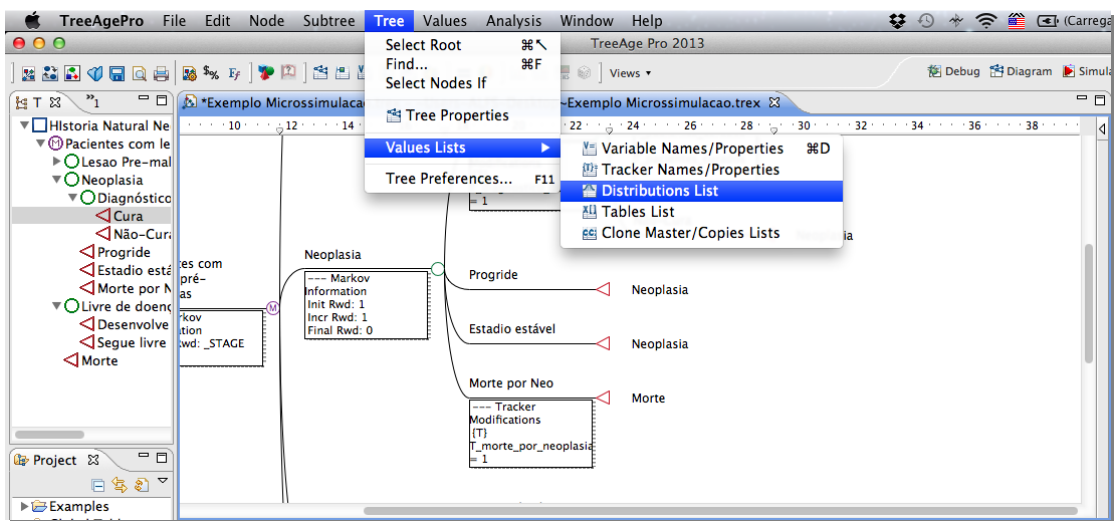 TreeAgePro File Edit Node Subtree Tree Values Analysis Window Help (Carrega
TreeAge Pro 2013
Select Root ⌘↖
Find... ⌘F
Select Nodes If
Tree Properties
Values Lists ▶
Tree Preferences... F11
Variable Names/Properties ⌘D
Tracker Names/Properties
Distributions List
Tables List
Clone Master/Copies Lists
Views ▾
Debug Diagram Simula
T "1
*Exemplo Microssimulaca
~Exemplo Microssimulacao.trex
10 12 14 22 24 26 28 30 32 34 36 38
HIstoria Natural Ne
Pacientes com le
Lesao Pre-mal
Neoplasia
Diagnóstico
Cura
Não-Cura
Progride
Estadio está
Morte por N
Livre de doenç
Desenvolve
Segue livre
Morte
Project
Examples
tes com
pré-
as
rkov
ation
Rwd: _STAGE
M
Neoplasia
--- Markov
Information
Init Rwd: 1
Incr Rwd: 1
Final Rwd: 0
= 1
ia
Progride
Neoplasia
Estadio estável
Neoplasia
Morte por Neo
Morte
--- Tracker
Modifications
{T}
T_morte_por_neoplasia
= 1